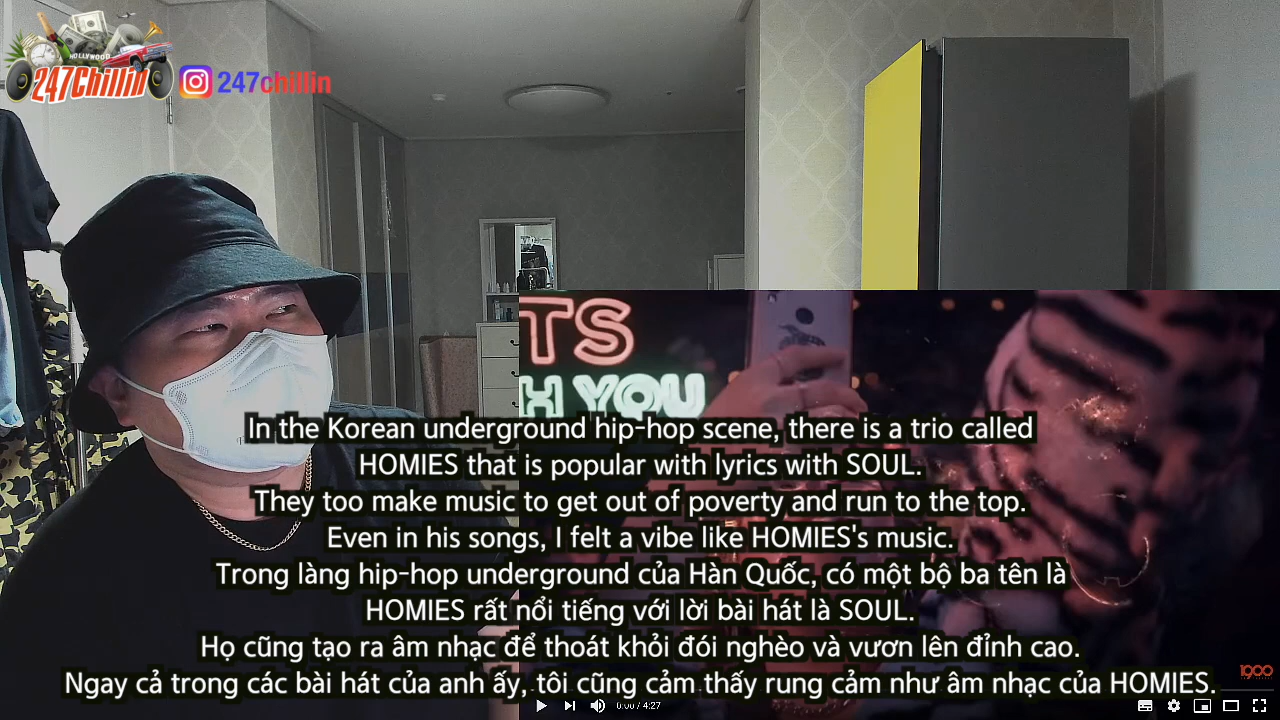 HOLLYWOOD
247Chillin
247chillin
TS
H YOU
In the Korean underground hip-hop scene, there is a trio called
HOMIES that is popular with lyrics with SOUL.
They too make music to get out of poverty and run to the top.
Even in his songs, I felt a vibe like HOMIES's music.
Trong làng hip-hop underground của Hàn Quốc, có một bộ ba tên là
HOMIES rất nổi tiếng với lời bài hát là SOUL.
Họ cũng tạo ra âm nhạc để thoát khỏi đói nghèo và vươn lên đỉnh cao.
Ngay cả trong các bài hát của anh ấy, tôi cũng cảm thấy rung cảm như âm nhạc của HOMIES.
1900
0:00 / 4:27